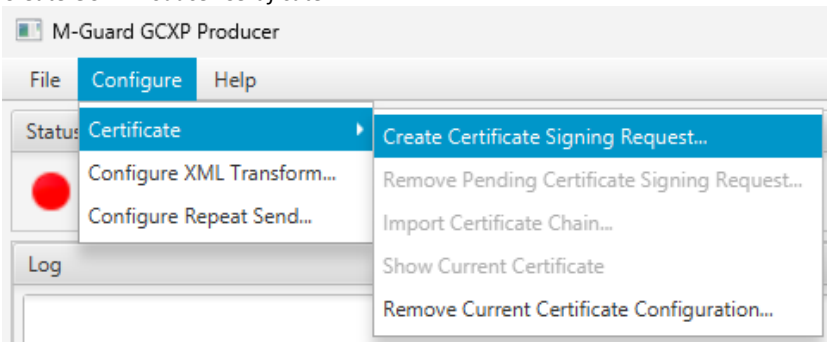 M-Guard GCXP Producer
File Configure Help
Status
Certificate
Configure XML Transform...
Configure Repeat Send...
Create Certificate Signing Request...
Remove Pending Certificate Signing Request...
Import Certificate Chain...
Show Current Certificate
Remove Current Certificate Configuration...
Log